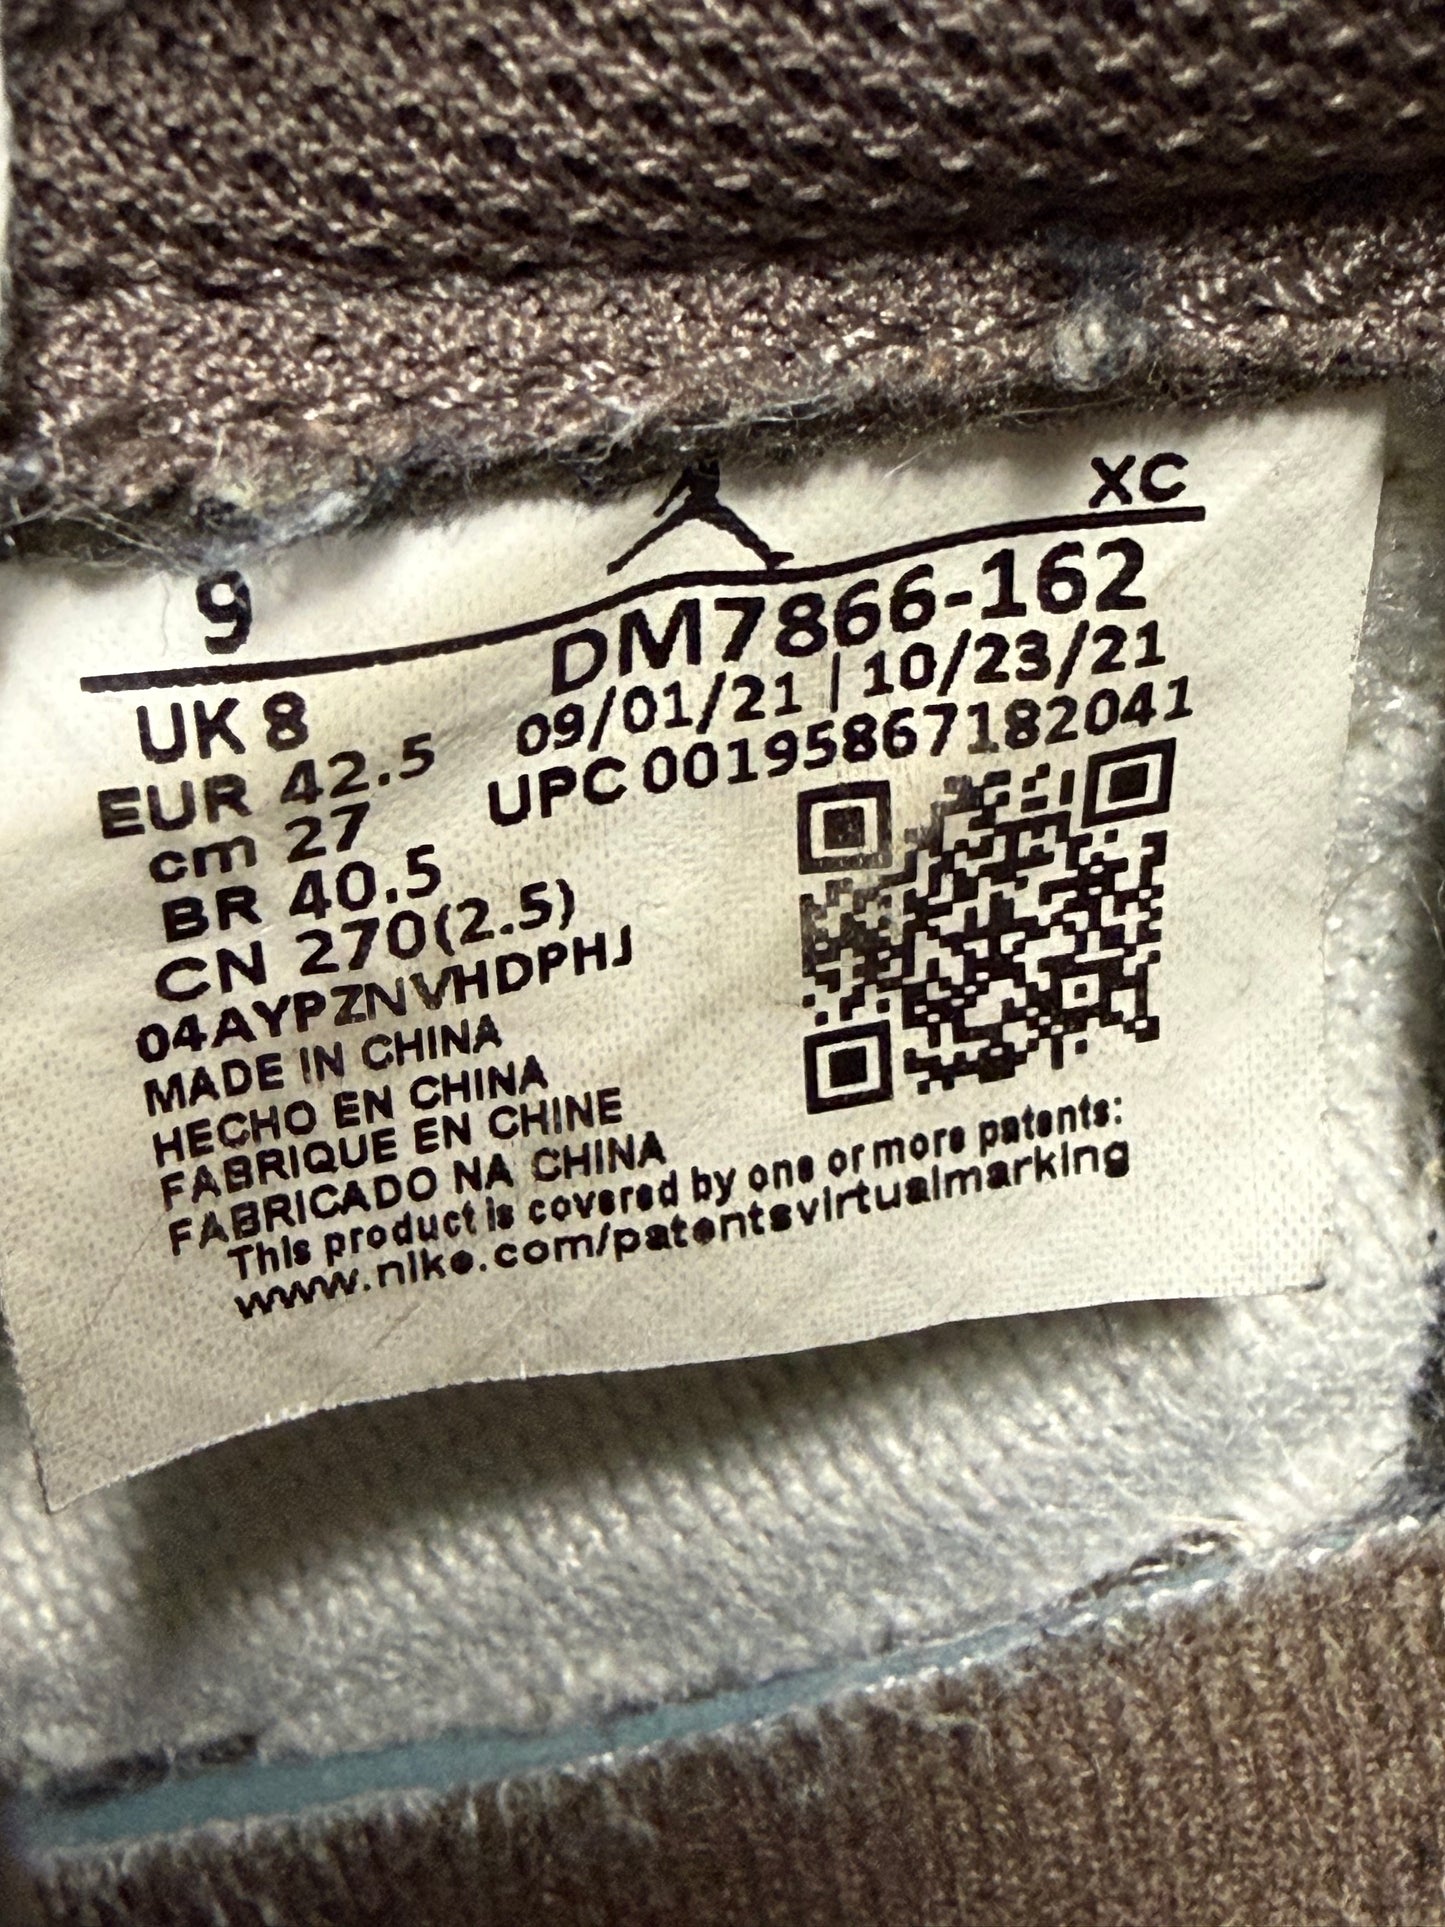 XC
9
DM7866-162
09/01/21 | 10/23/21
UPC 00195867182041
UK 8
EUR 42.5
cm 27
BR 40.5
CN 270(2.5)
04AYPZNVHDPHJ
MADE IN CHINA
HECHO EN CHINA
FABRIQUE EN CHINE
FABRICADO NA CHINA
This product is covered by one or more patents:
www.nike.com/patentsvirtualmarking